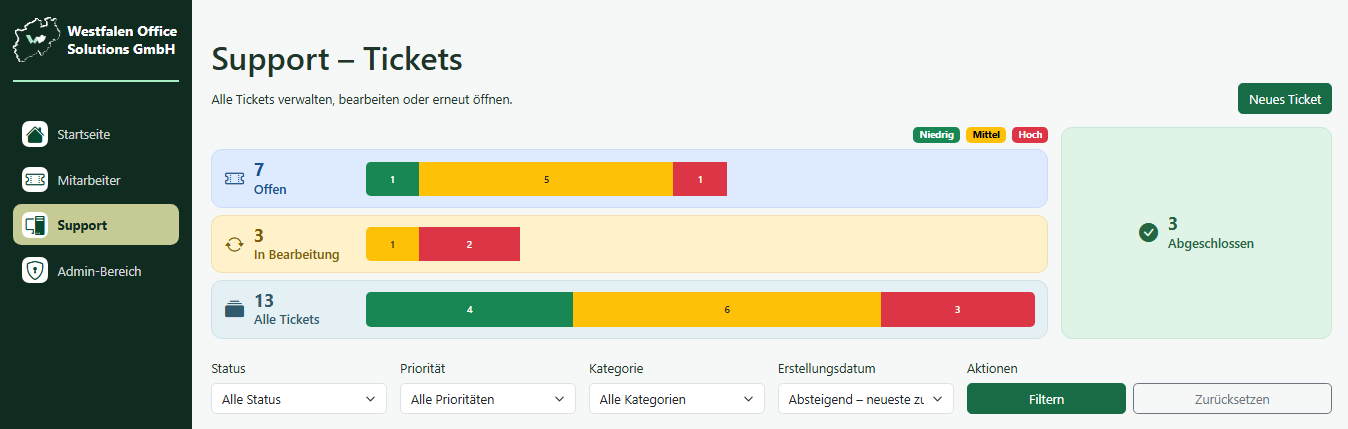 Westfalen Office
Solutions GmbH
Startseite
Mitarbeiter
Support
Admin-Bereich
Support – Tickets
Alle Tickets verwalten, bearbeiten oder erneut öffnen.
Neues Ticket
Niedrig Mittel Hoch
7
Offen
1 5 1
3
In Bearbeitung
1 2
13
Alle Tickets
4 6 3
3
Abgeschlossen
Status Priorität Kategorie Erstellungsdatum Aktionen
Alle Status Alle Prioritäten Alle Kategorien Absteigend – neueste zu Filtern Zurücksetzen